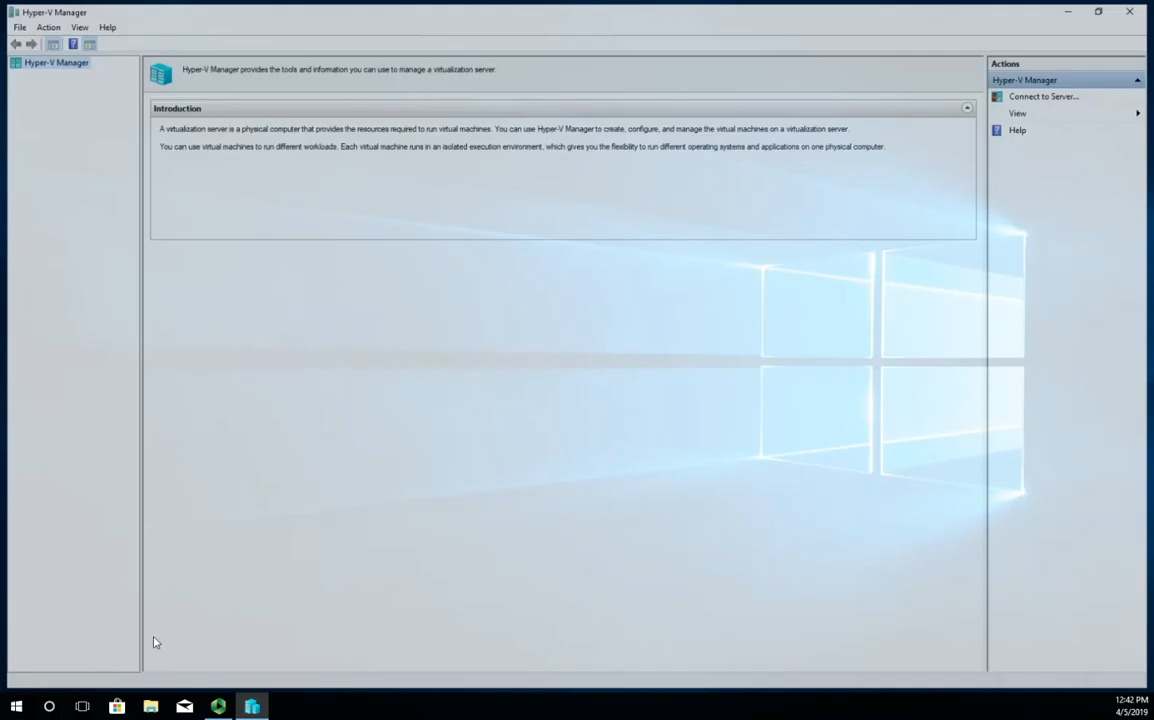 Hyper-V Manager
File Action View Help
Hyper-V Manager
Hyper-V Manager provides the tools and information you can use to manage a virtualization server.
Introduction
A virtualization server is a physical computer that provides the resources required to run virtual machines. You can use Hyper-V Manager to create, configure, and manage the virtual machines on a virtualization server.
You can use virtual machines to run different workloads. Each virtual machine runs in an isolated execution environment, which gives you the flexibility to run different operating systems and applications on one physical computer.
Actions
Hyper-V Manager
Connect to Server...
View
Help
12:42 PM
4/5/2019